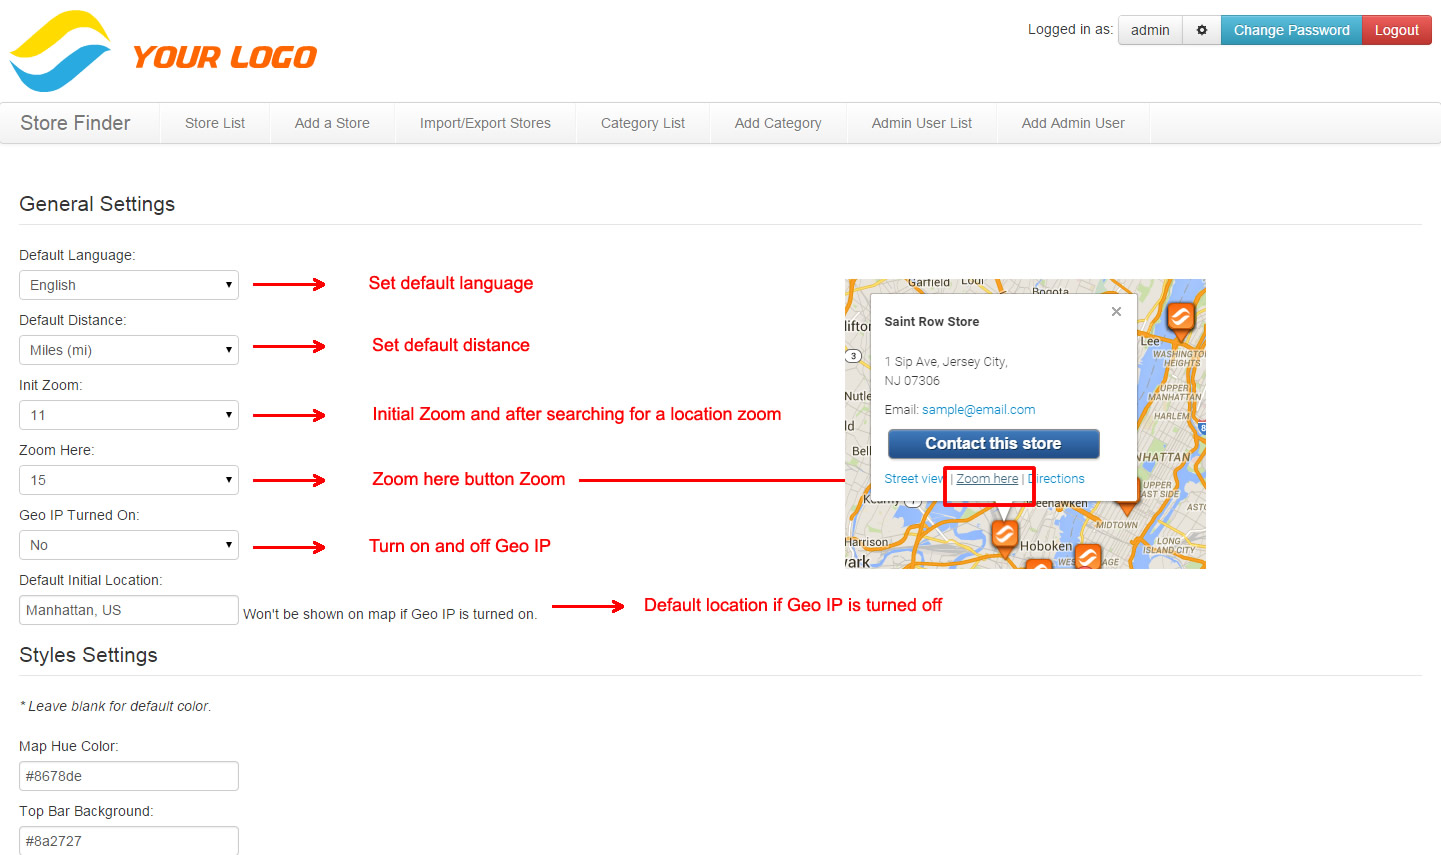 YOUR LOGO
Logged in as: admin Change Password Logout
Store Finder Store List Add a Store Import/Export Stores Category List Add Category Admin User List Add Admin User
General Settings
Default Language:
English
Set default language
Default Distance:
Miles (mi)
Set default distance
Init Zoom:
11
Initial Zoom and after searching for a location zoom
Zoom Here:
15
Zoom here button Zoom
Geo IP Turned On:
No
Turn on and off Geo IP
Default Initial Location:
Manhattan, US
Won't be shown on map if Geo IP is turned on.
Default location if Geo IP is turned off
Garfield
Lodi
Bogota
Saint Row Store
×
1 Sip Ave, Jersey City,
NJ 07306
Email: sample@email.com
Contact this store
Street view | Zoom here | Directions
lifton
3
Nutle
ld
Bell
Kearny
Harrison
ark
Lee
WASHINGTON
HEIGHTS
UPPER
MANHATTAN
HARLEM
MANHATTAN
UPPER
EAST SIDE
eehawken
ASTO
MIDTOWN
LONG
ISLAND CITY
Hoboken
Styles Settings
* Leave blank for default color.
Map Hue Color:
#8678de
Top Bar Background:
#8a2727